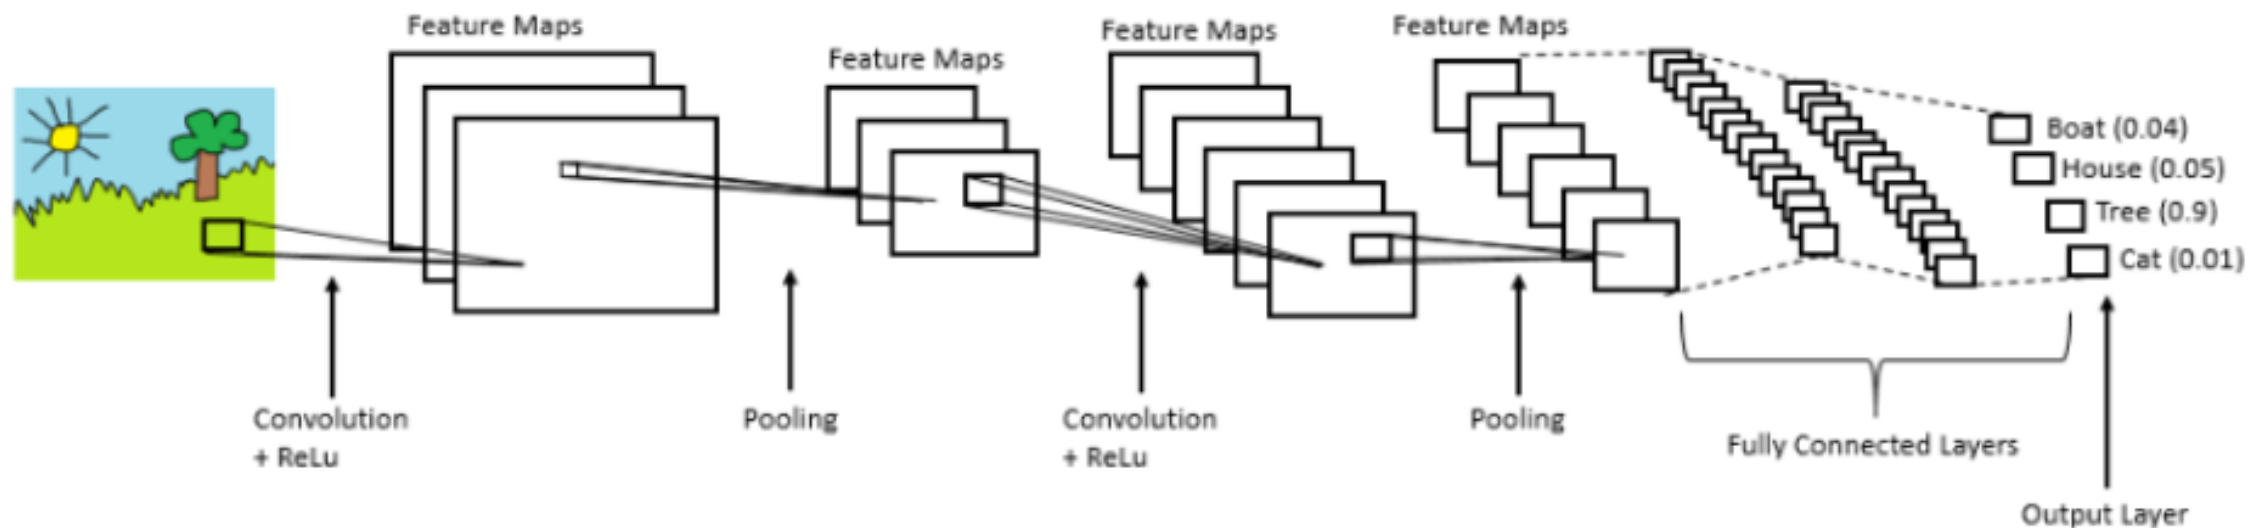 Feature Maps
Feature Maps
Feature Maps
Feature Maps
Boat (0.04)
House (0.05)
Tree (0.9)
Cat (0.01)
Convolution
+ ReLu
Pooling
Convolution
+ ReLu
Pooling
Fully Connected Layers
Output Layer